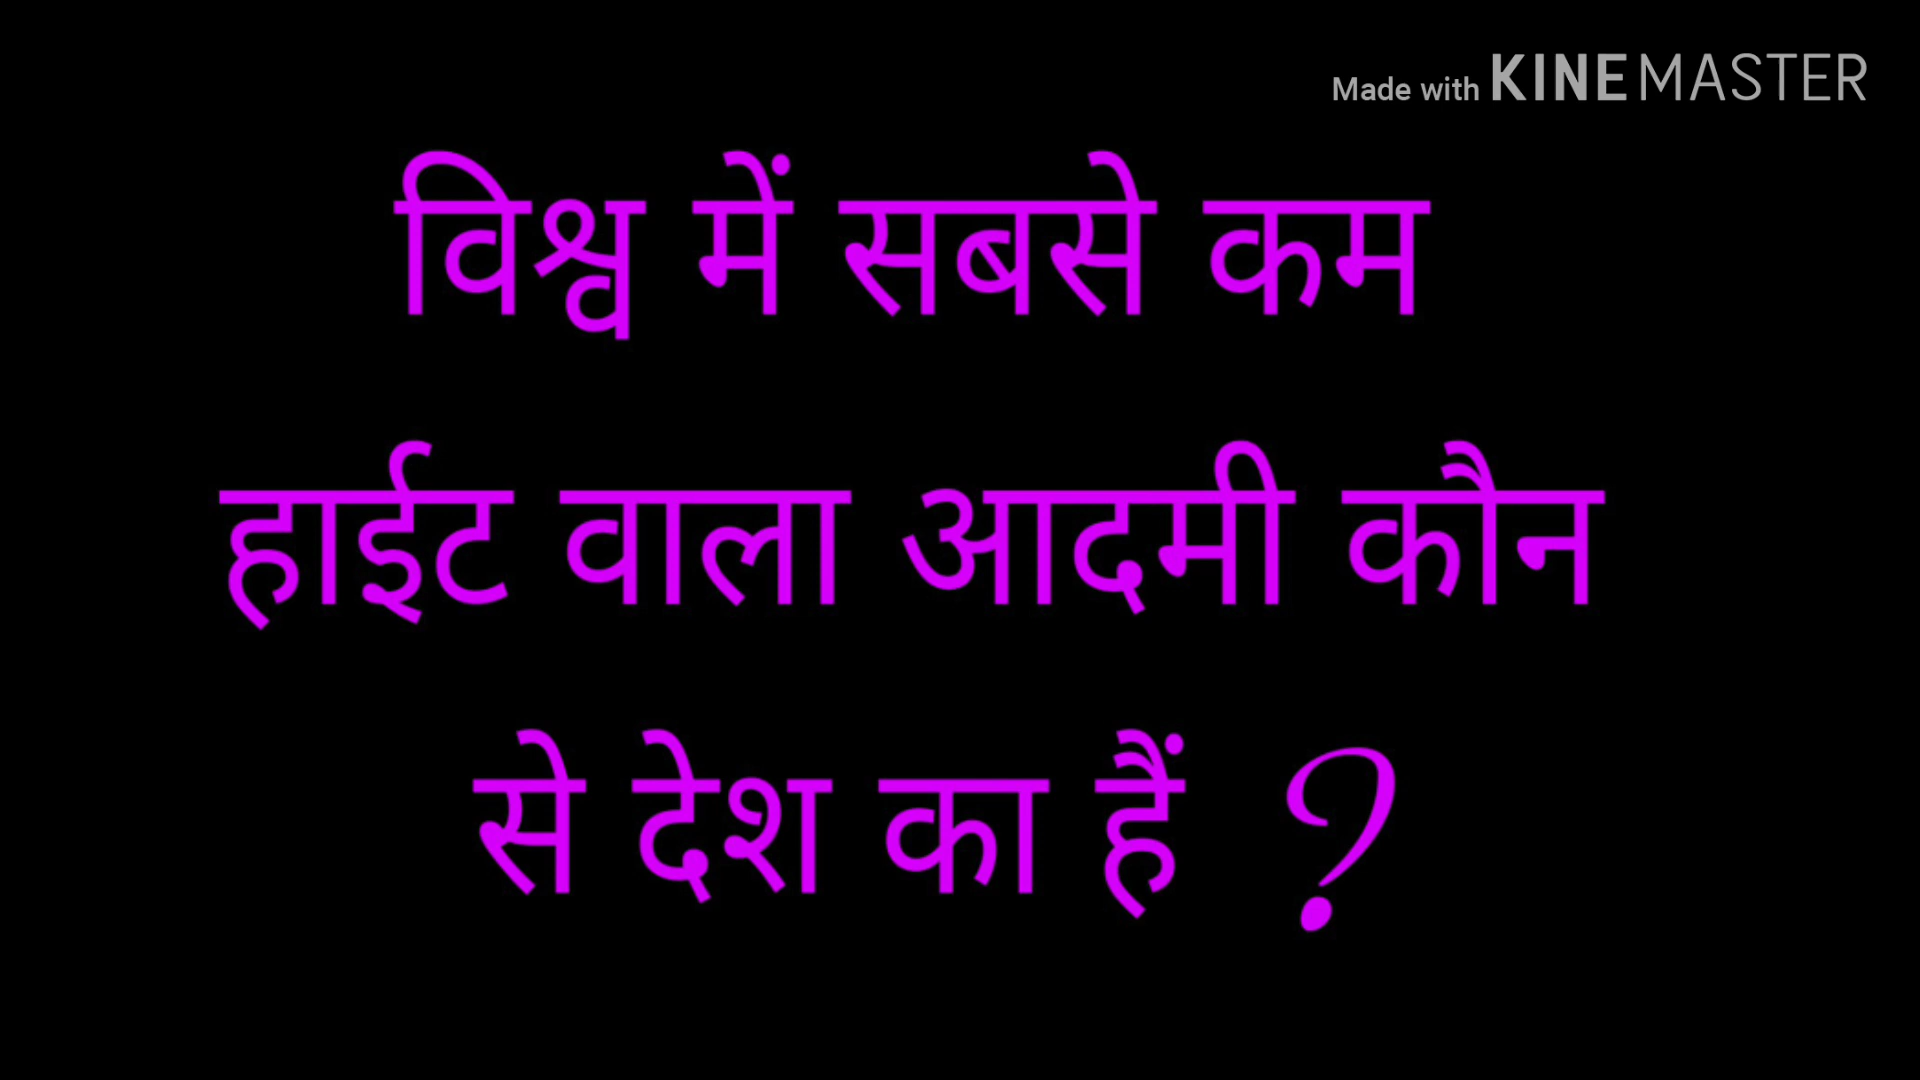 Made with KINEMASTER
विश्व में सबसे कम
हाईट वाला आदमी कौन
से देश का हैं ?